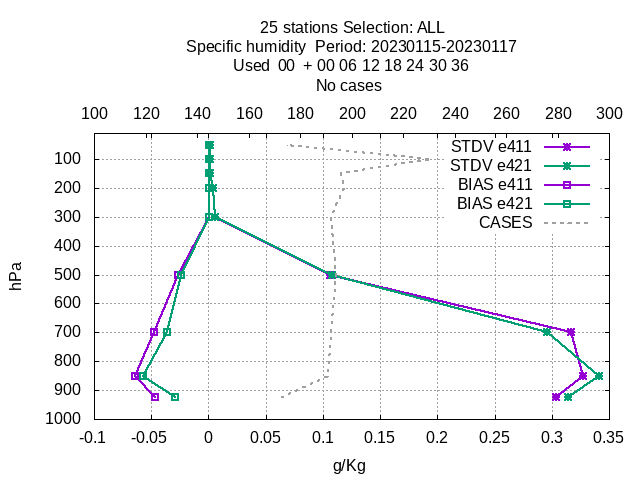 25 stations Selection: ALL
Specific humidity  Period: 20230115-20230117
Used  00  + 00 06 12 18 24 30 36
No cases
100 120 140 160 180 200 220 240 260 280 300
STDV e411
STDV e421
BIAS e411
BIAS e421
CASES
100
200
300
400
500
600
700
800
900
1000
hPa
-0.1 -0.05 0 0.05 0.1 0.15 0.2 0.25 0.3 0.35
g/Kg